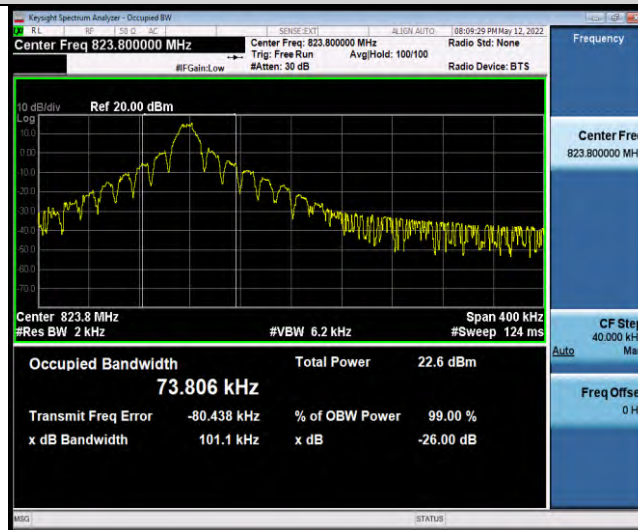 Keysight Spectrum Analyzer - Occupied BW
RL RF 50 Ω AC SENSE:EXT ALIGN AUTO 08:09:29 PM May 12, 2022
Center Freq 823.800000 MHz
Center Freq: 823.800000 MHz Radio Std: None
Trig: Free Run Avg|Hold: 100/100
#IFGain:Low #Atten: 30 dB Radio Device: BTS
10 dB/div Ref 20.00 dBm
Log
10.0
0.00
-10.0
-20.0
-30.0
-40.0
-50.0
-60.0
-70.0
Center 823.8 MHz Span 400 kHz
#Res BW 2 kHz #VBW 6.2 kHz #Sweep 124 ms
Occupied Bandwidth Total Power 22.6 dBm
73.806 kHz
Transmit Freq Error -80.438 kHz % of OBW Power 99.00 %
x dB Bandwidth 101.1 kHz x dB -26.00 dB
MSG STATUS
Frequency
Center Fre
823.800000 MH
CF Step
40.000 kH
Auto Ma
Freq Offse
0 H